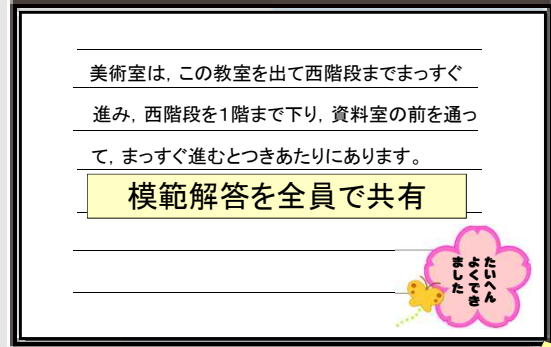 美術室は，この教室を出て西階段までまっすぐ
進み，西階段を1階まで下り，資料室の前を通っ
て，まっすぐ進むとつきあたりにあります。
模範解答を全員で共有
たいへん
よくでき
ました